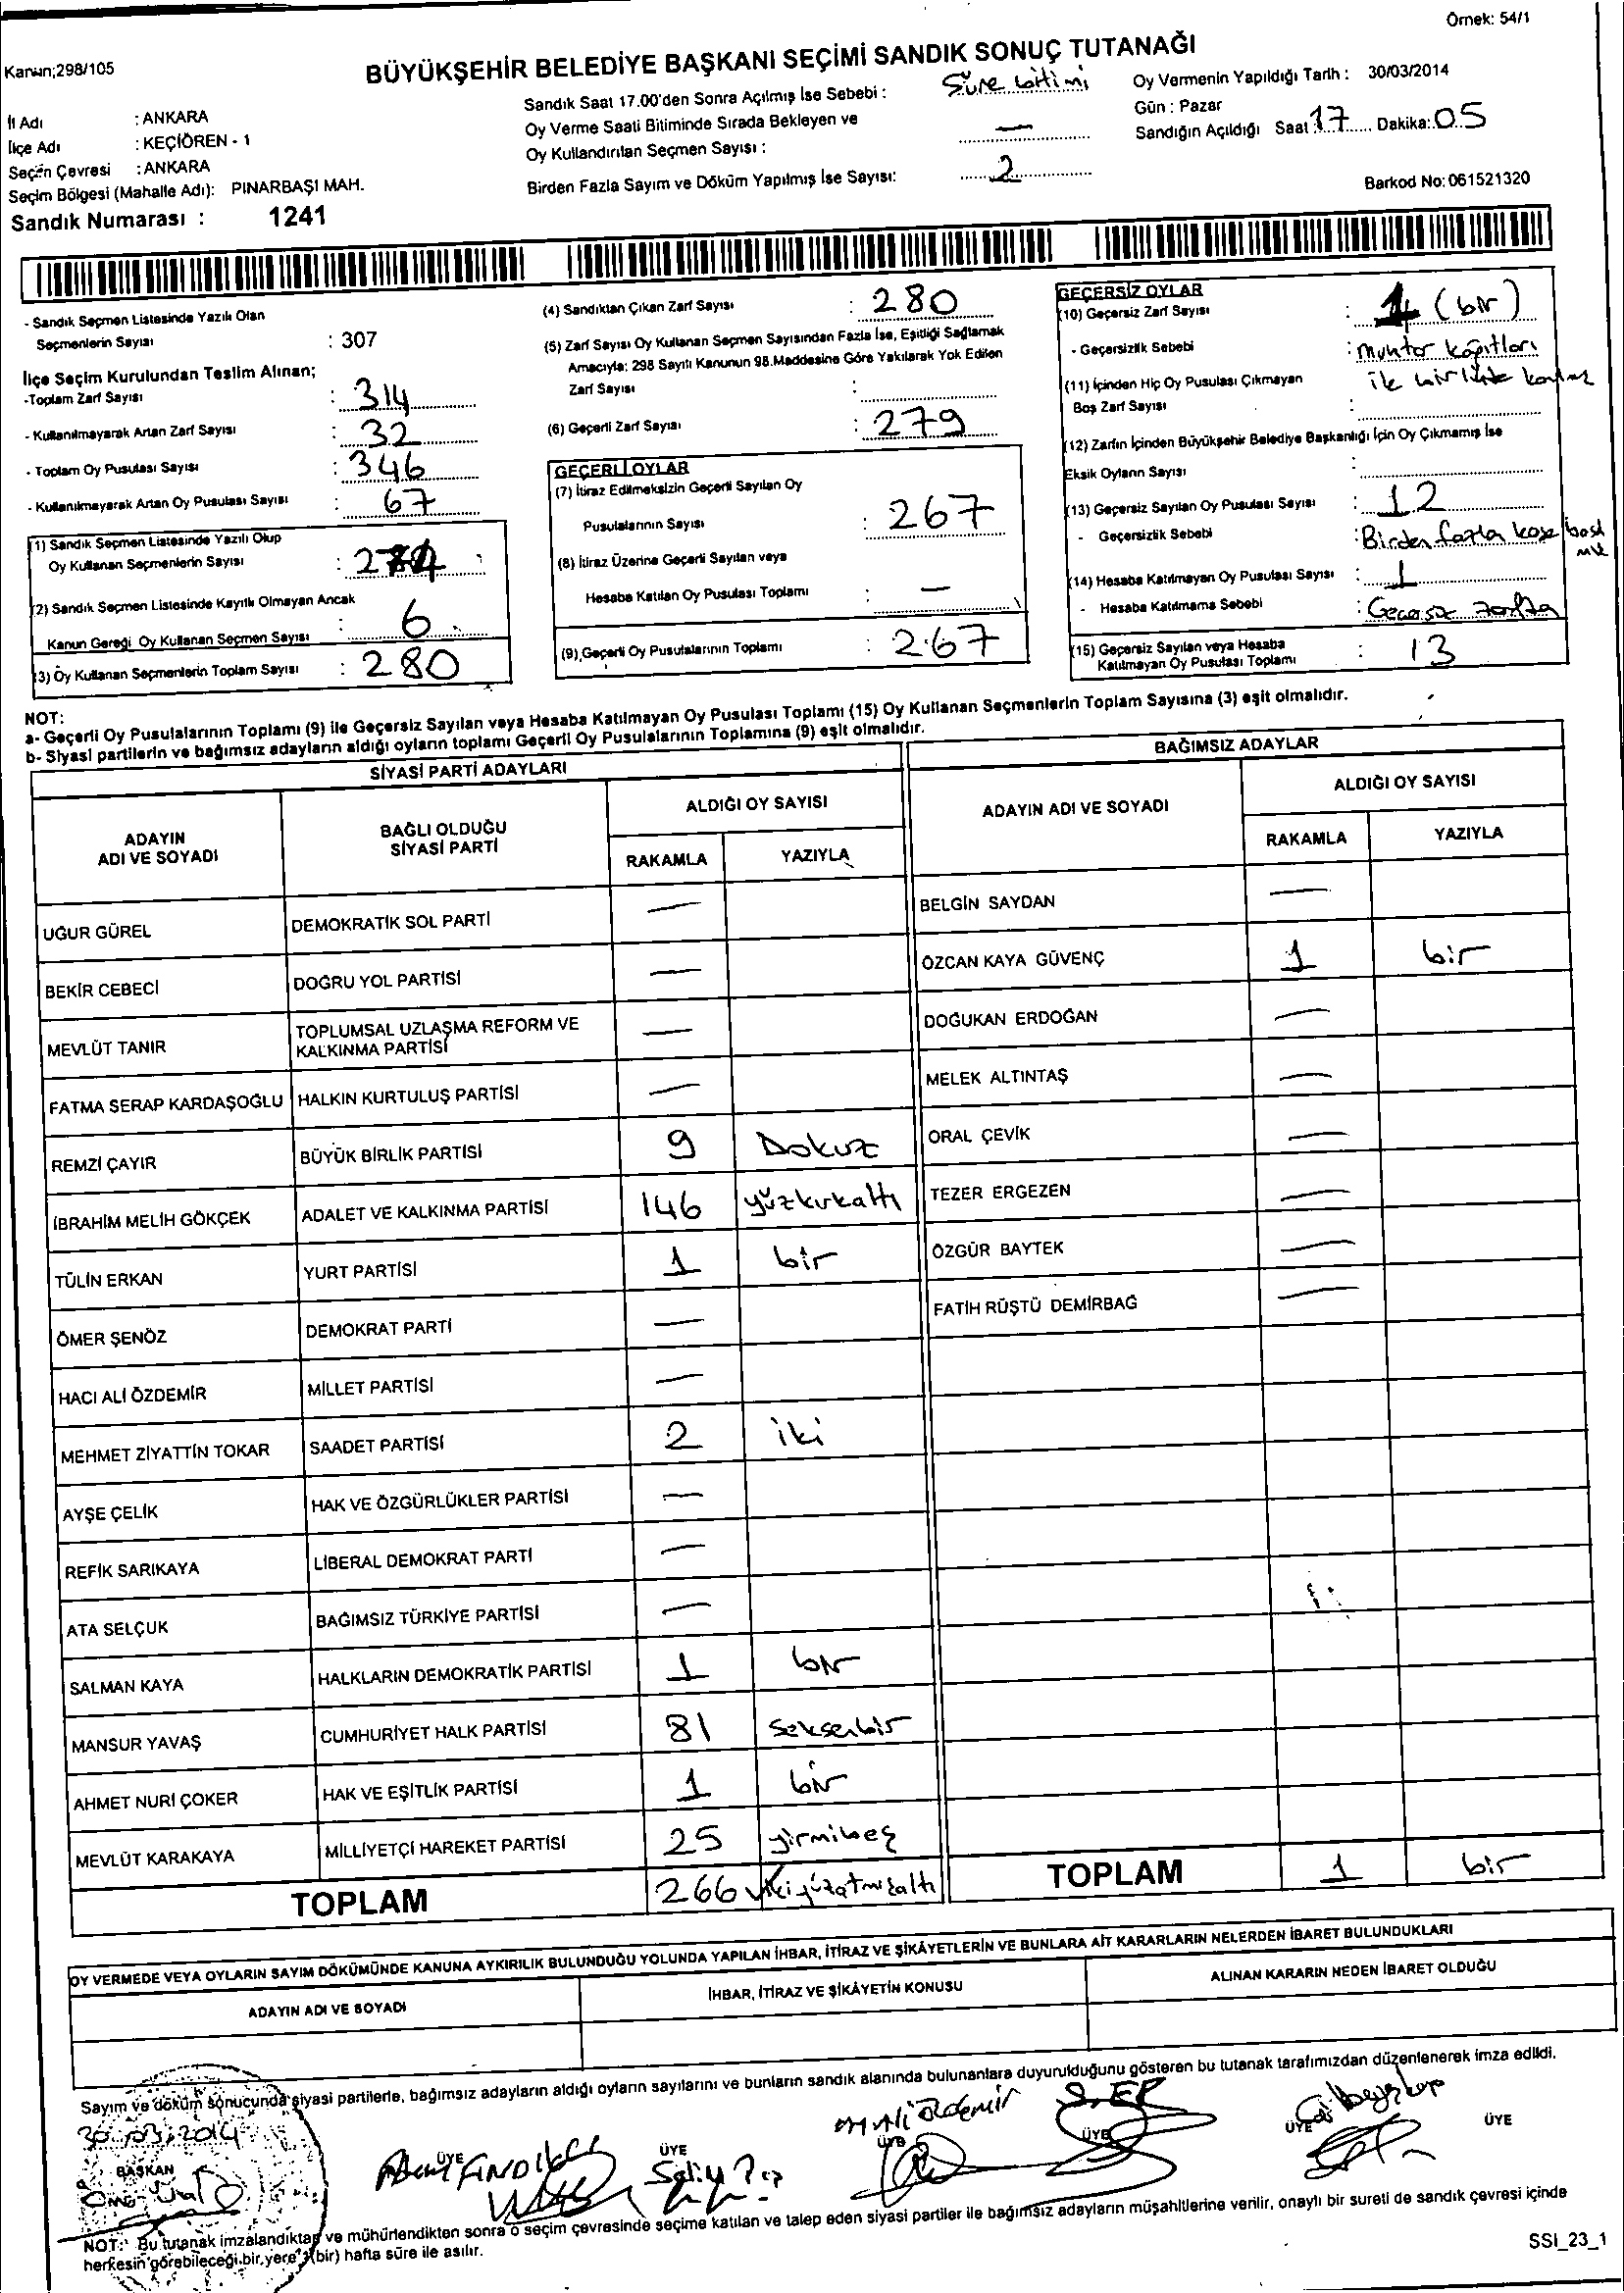 Örnek: 54/1
Kanun;298/105
BÜYÜKŞEHİR BELEDİYE BAŞKANI SEÇİMİ SANDIK SONUÇ TUTANAĞI
İl Adı : ANKARA
İlçe Adı : KEÇİÖREN - 1
Seçim Çevresi : ANKARA
Seçim Bölgesi (Mahalle Adı): PINARBAŞI MAH.
Sandık Numarası : 1241
Sandık Saat 17.00'den Sonra Açılmış İse Sebebi : Süre bitimi
Oy Verme Saati Bitiminde Sırada Bekleyen ve
Oy Kullandırılan Seçmen Sayısı : —
Birden Fazla Sayım ve Döküm Yapılmış İse Sayısı: 2
Oy Vermenin Yapıldığı Tarih : 30/03/2014
Gün : Pazar
Sandığın Açıldığı Saat 17 Dakika: 05
Barkod No: 061521320
- Sandık Seçmen Listesinde Yazılı Olan
Seçmenlerin Sayısı : 307
İlçe Seçim Kurulundan Teslim Alınan;
-Toplam Zarf Sayısı : 314
- Kullanılmayarak Artan Zarf Sayısı : 32
- Toplam Oy Pusulası Sayısı : 346
- Kullanılmayarak Artan Oy Pusulası Sayısı : 67
(1) Sandık Seçmen Listesinde Yazılı Olup
Oy Kullanan Seçmenlerin Sayısı : 274
(2) Sandık Seçmen Listesinde Kayıtlı Olmayan Ancak
Kanun Gereği Oy Kullanan Seçmen Sayısı : 6
(3) Oy Kullanan Seçmenlerin Toplam Sayısı : 280
(4) Sandıktan Çıkan Zarf Sayısı : 280
(5) Zarf Sayısı Oy Kullanan Seçmen Sayısından Fazla İse, Eşitliği Sağlamak
Amacıyla; 298 Sayılı Kanunun 98.Maddesine Göre Yakılarak Yok Edilen
Zarf Sayısı :
(6) Geçerli Zarf Sayısı : 279
GEÇERLİ OYLAR
(7) İtiraz Edilmeksizin Geçerli Sayılan Oy
Pusulalarının Sayısı : 267
(8) İtiraz Üzerine Geçerli Sayılan veya
Hesaba Katılan Oy Pusulası Toplamı : —
(9) Geçerli Oy Pusulalarının Toplamı : 267
GEÇERSİZ OYLAR
(10) Geçersiz Zarf Sayısı : 1 (bir)
- Geçersizlik Sebebi : muhtar kağıtları
ile birlikte
(11) İçinden Hiç Oy Pusulası Çıkmayan
Boş Zarf Sayısı :
(12) Zarfın İçinden Büyükşehir Belediye Başkanlığı İçin Oy Çıkmamış İse
Eksik Oyların Sayısı :
(13) Geçersiz Sayılan Oy Pusulası Sayısı : 12
- Geçersizlik Sebebi : Birden fazla kaşe
(14) Hesaba Katılmayan Oy Pusulası Sayısı : 1
- Hesaba Katılmama Sebebi : Geçersiz zarfta
(15) Geçersiz Sayılan veya Hesaba
Katılmayan Oy Pusulası Toplamı : 13
NOT:
a- Geçerli Oy Pusulalarının Toplamı (9) ile Geçersiz Sayılan veya Hesaba Katılmayan Oy Pusulası Toplamı (15) Oy Kullanan Seçmenlerin Toplam Sayısına (3) eşit olmalıdır.
b- Siyasi partilerin ve bağımsız adayların aldığı oyların toplamı Geçerli Oy Pusulalarının Toplamına (9) eşit olmalıdır.
SİYASİ PARTİ ADAYLARI
ADAYIN ADI VE SOYADI BAĞLI OLDUĞU SİYASİ PARTİ ALDIĞI OY SAYISI
RAKAMLA YAZIYLA
UĞUR GÜREL DEMOKRATİK SOL PARTİ —
BEKİR CEBECİ DOĞRU YOL PARTİSİ —
MEVLÜT TANIR TOPLUMSAL UZLAŞMA REFORM VE KALKINMA PARTİSİ —
FATMA SERAP KARDAŞOĞLU HALKIN KURTULUŞ PARTİSİ —
REMZİ ÇAYIR BÜYÜK BİRLİK PARTİSİ 9 Dokuz
İBRAHİM MELİH GÖKÇEK ADALET VE KALKINMA PARTİSİ 146 yüzkırkaltı
TÜLİN ERKAN YURT PARTİSİ 1 bir
ÖMER ŞENÖZ DEMOKRAT PARTİ —
HACI ALİ ÖZDEMİR MİLLET PARTİSİ —
MEHMET ZİYATTİN TOKAR SAADET PARTİSİ 2 iki
AYŞE ÇELİK HAK VE ÖZGÜRLÜKLER PARTİSİ —
REFİK SARIKAYA LİBERAL DEMOKRAT PARTİ —
ATA SELÇUK BAĞIMSIZ TÜRKİYE PARTİSİ —
SALMAN KAYA HALKLARIN DEMOKRATİK PARTİSİ 1 bir
MANSUR YAVAŞ CUMHURİYET HALK PARTİSİ 81 Seksenbir
AHMET NURİ ÇOKER HAK VE EŞİTLİK PARTİSİ 1 bir
MEVLÜT KARAKAYA MİLLİYETÇİ HAREKET PARTİSİ 25 yirmibeş
TOPLAM 266 ikiyüzatmışaltı
BAĞIMSIZ ADAYLAR
ADAYIN ADI VE SOYADI ALDIĞI OY SAYISI
RAKAMLA YAZIYLA
BELGİN SAYDAN —
ÖZCAN KAYA GÜVENÇ 1 bir
DOĞUKAN ERDOĞAN —
MELEK ALTINTAŞ —
ORAL ÇEVİK —
TEZER ERGEZEN —
ÖZGÜR BAYTEK —
FATİH RÜŞTÜ DEMİRBAĞ —
TOPLAM 1 bir
OY VERMEDE VEYA OYLARIN SAYIM DÖKÜMÜNDE KANUNA AYKIRILIK BULUNDUĞU YOLUNDA YAPILAN İHBAR, İTİRAZ VE ŞİKÂYETLERİN VE BUNLARA AİT KARARLARIN NELERDEN İBARET BULUNDUKLARI
ADAYIN ADI VE SOYADI İHBAR, İTİRAZ VE ŞİKÂYETİN KONUSU ALINAN KARARIN NEDEN İBARET OLDUĞU
Sayım ve döküm sonucunda siyasi partilerle, bağımsız adayların aldığı oyların sayılarını ve bunların sandık alanında bulunanlara duyurulduğunu gösteren bu tutanak tarafımızdan düzenlenerek imza edildi.
30.03.2014
BAŞKAN ÜYE ÜYE ÜYE ÜYE ÜYE ÜYE
NOT: Bu tutanak imzalandıktan ve mühürlendikten sonra o seçim çevresinde seçime katılan ve talep eden siyasi partiler ile bağımsız adayların müşahitlerine verilir, onaylı bir sureti de sandık çevresi içinde
herkesin görebileceği bir yere 1 (bir) hafta süre ile asılır.
SSI_23_1